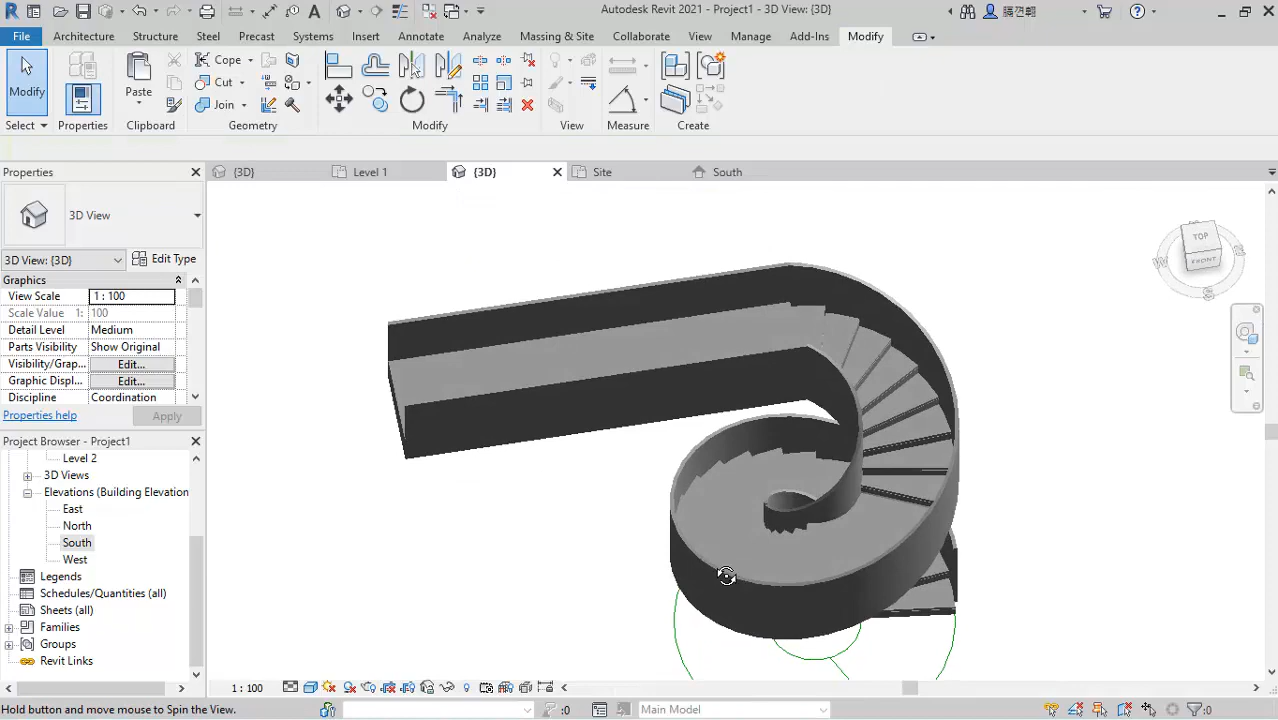 Autodesk Revit 2021 - Project1 - 3D View: {3D}
File Architecture Structure Steel Precast Systems Insert Annotate Analyze Massing & Site Collaborate View Manage Add-Ins Modify
Modify Paste Cope Cut Join
Select Properties Clipboard Geometry Modify View Measure Create
Properties
{3D} Level 1 {3D} Site South
3D View
3D View: {3D} Edit Type
Graphics
View Scale 1 : 100
Scale Value 1: 100
Detail Level Medium
Parts Visibility Show Original
Visibility/Grap... Edit...
Graphic Displ... Edit...
Discipline Coordination
Properties help Apply
Project Browser - Project1
Level 2
3D Views
Elevations (Building Elevation
East
North
South
West
Legends
Schedules/Quantities (all)
Sheets (all)
Families
Groups
Revit Links
TOP
FRONT
W
S
1 : 100
Hold button and move mouse to Spin the View. :0 Main Model :0